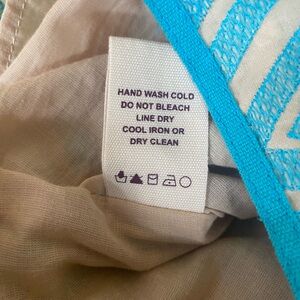 HAND WASH COLD
DO NOT BLEACH
LINE DRY
COOL IRON OR
DRY CLEAN